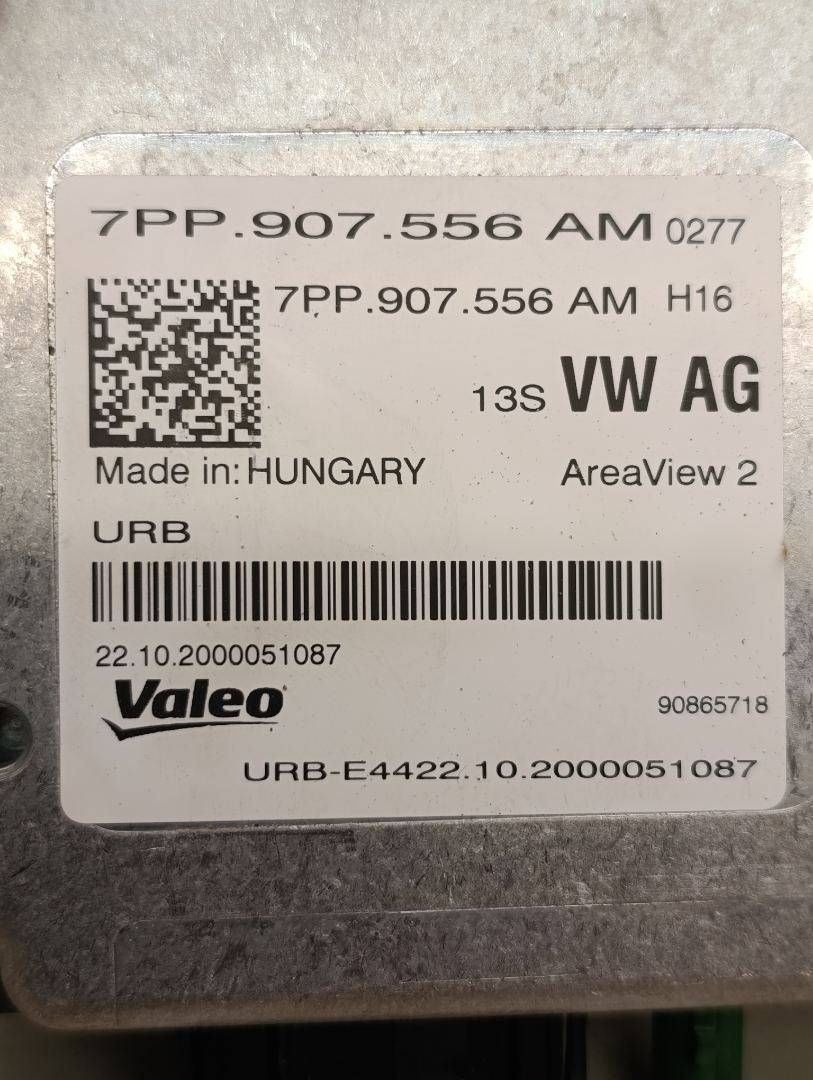 7PP.907.556 AM 0277
7PP.907.556 AM H16
13S VW AG
Made in: HUNGARY AreaView 2
URB
22.10.2000051087
Valeo
90865718
URB-E4422.10.2000051087